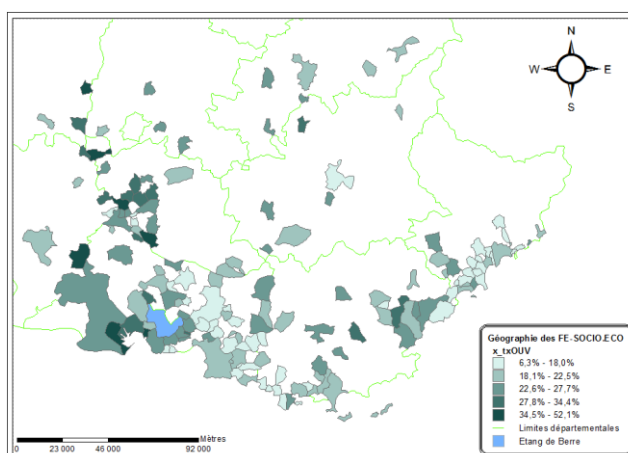 N
W E
S
Géographie des FE-SOCIO.ECO
x_txOUV
6,3% - 18,0%
18,1% - 22,5%
22,6% - 27,7%
27,8% - 34,4%
34,5% - 52,1%
Limites départementales
Etang de Berre
Mètres
0 23 000 46 000 92 000